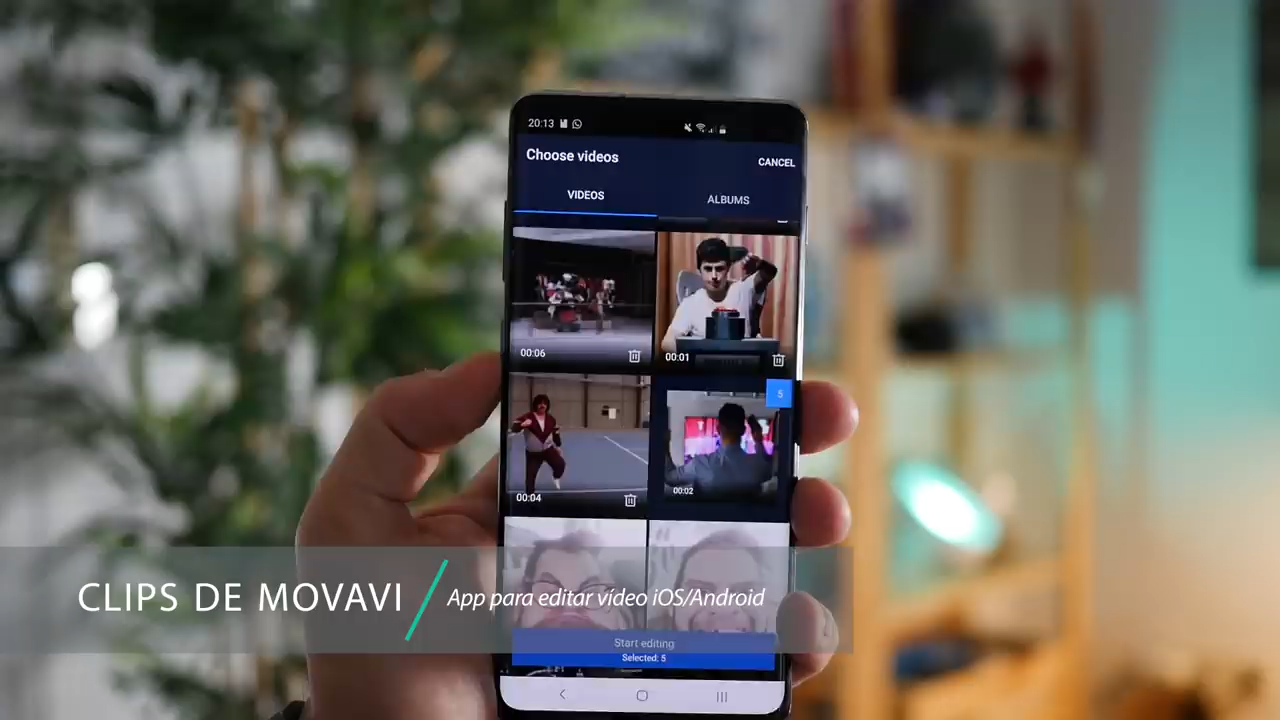 20:13
Choose videos
CANCEL
VIDEOS
ALBUMS
00:06
00:01
5
00:04
00:02
CLIPS DE MOVAVI
App para editar vídeo iOS/Android
Start editing
Selected: 5